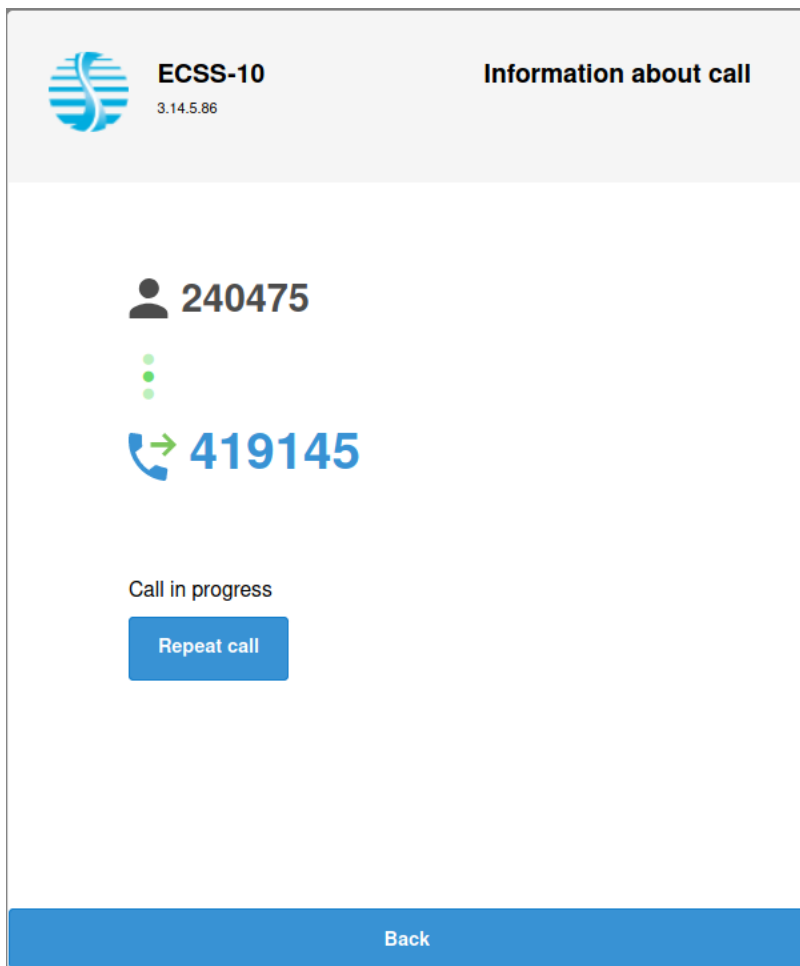 ECSS-10
Information about call
3.14.5.86
240475
419145
Call in progress
Repeat call
Back